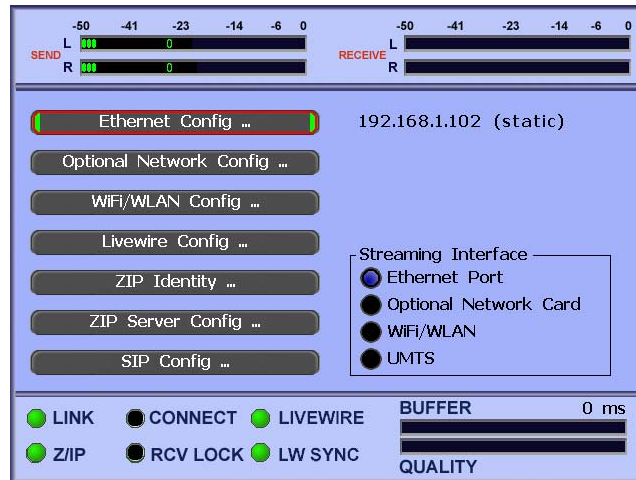 -50 -41 -23 -14 -6 0
-50 -41 -23 -14 -6 0
SEND
L
0
R
0
RECEIVE
L
R
Ethernet Config ...
192.168.1.102 (static)
Optional Network Config ...
WiFi/WLAN Config ...
Livewire Config ...
ZIP Identity ...
ZIP Server Config ...
SIP Config ...
Streaming Interface
Ethernet Port
Optional Network Card
WiFi/WLAN
UMTS
LINK CONNECT LIVEWIRE
Z/IP RCV LOCK LW SYNC
BUFFER 0 ms
QUALITY